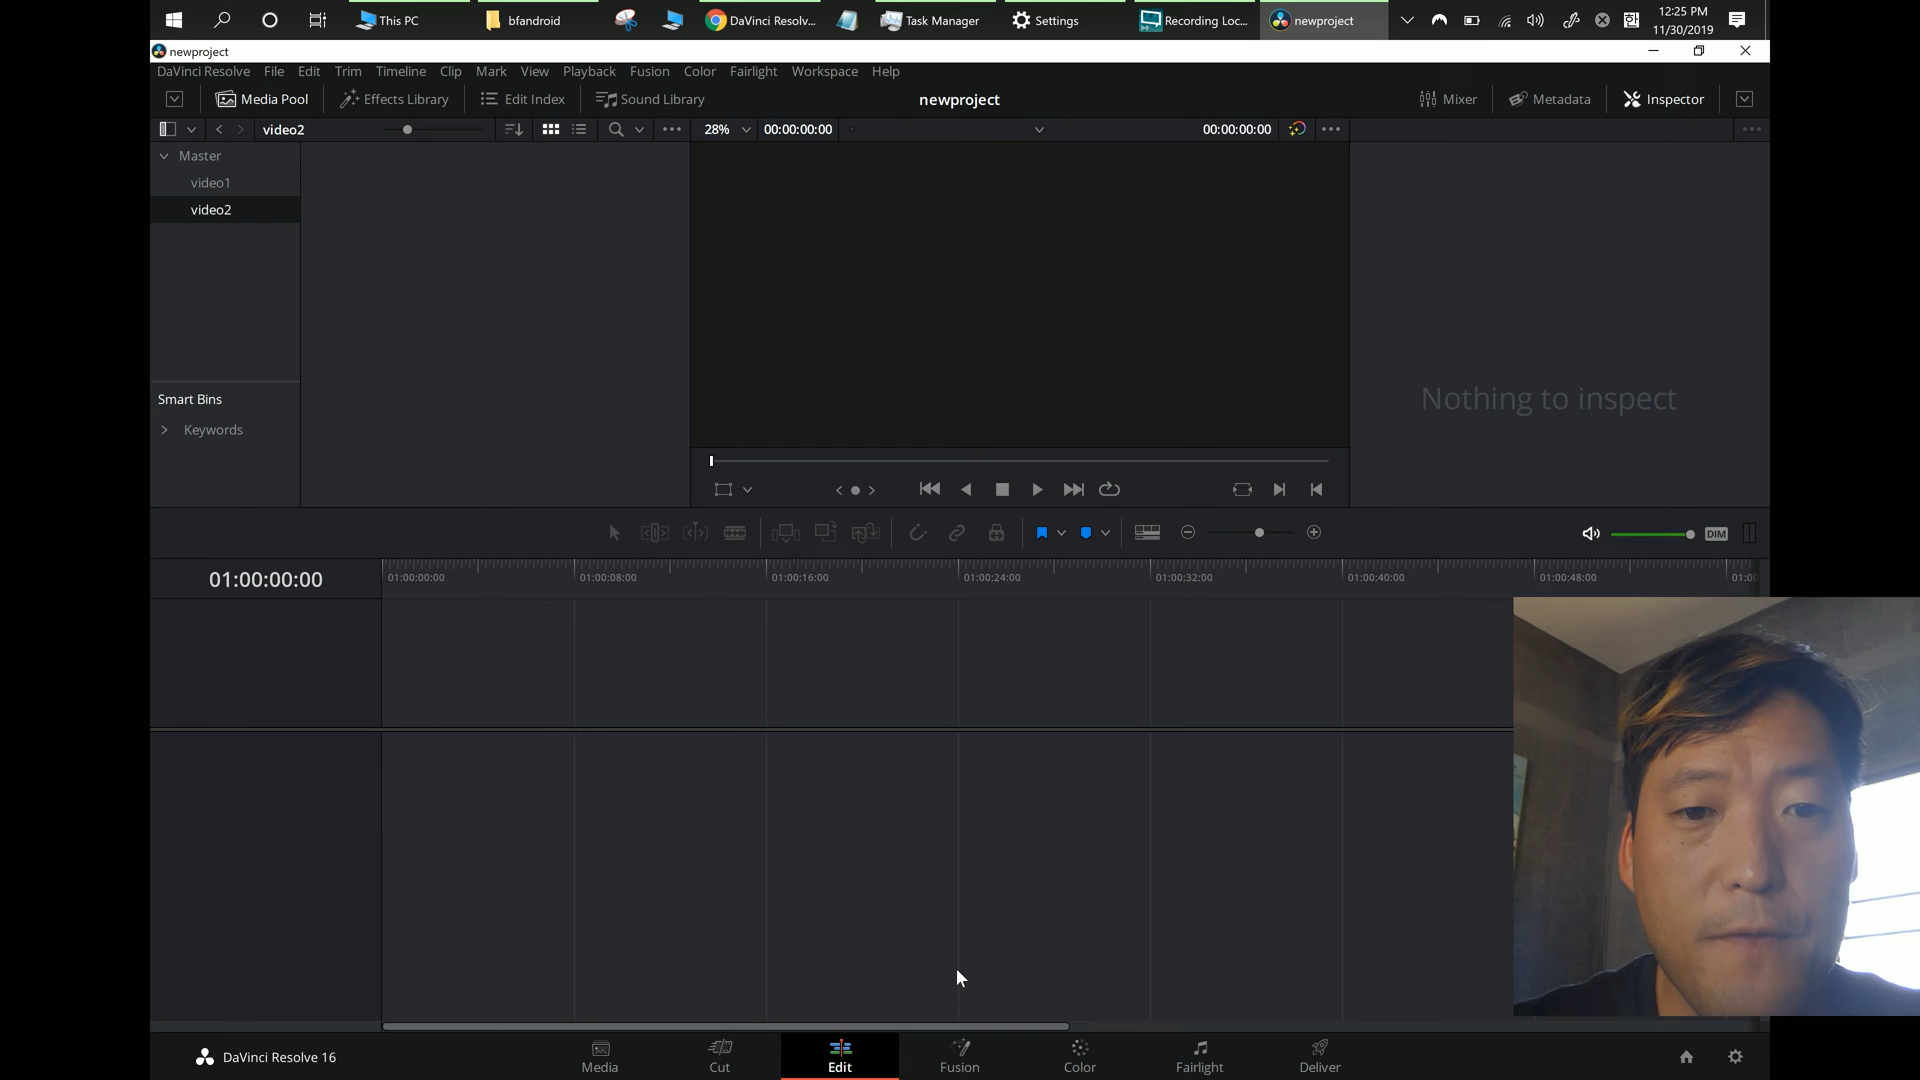 This PC
bfandroid
DaVinci Resolv...
Task Manager
Settings
Recording Loc...
newproject
12:25 PM
11/30/2019
newproject
DaVinci Resolve File Edit Trim Timeline Clip Mark View Playback Fusion Color Fairlight Workspace Help
Media Pool Effects Library Edit Index Sound Library newproject Mixer Metadata Inspector
video2 28% 00:00:00:00 00:00:00:00
Master
video1
video2
Nothing to inspect
Smart Bins
Keywords
DIM
01:00:00:00 01:00:00:00 01:00:08:00 01:00:16:00 01:00:24:00 01:00:32:00 01:00:40:00 01:00:48:00 01:00
DaVinci Resolve 16 Media Cut Edit Fusion Color Fairlight Deliver